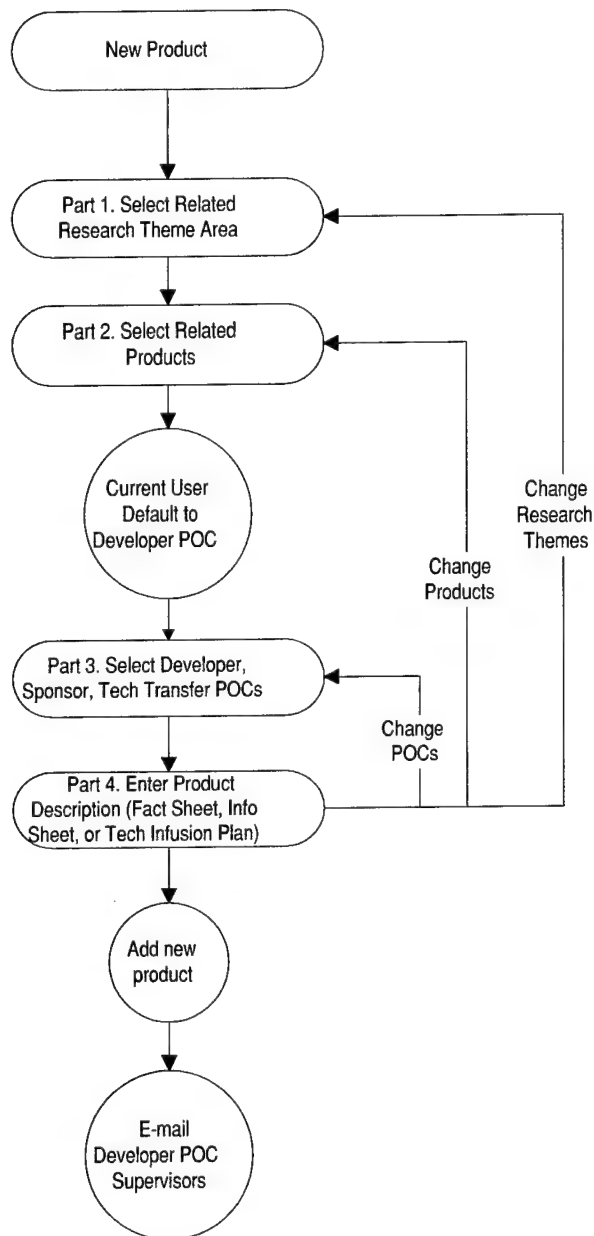 New Product
Part 1. Select Related
Research Theme Area
Part 2. Select Related
Products
Current User
Default to
Developer POC
Change
Research
Themes
Change
Products
Part 3. Select Developer,
Sponsor, Tech Transfer POCs
Change
POCs
Part 4. Enter Product
Description (Fact Sheet, Info
Sheet, or Tech Infusion Plan)
Add new
product
E-mail
Developer POC
Supervisors